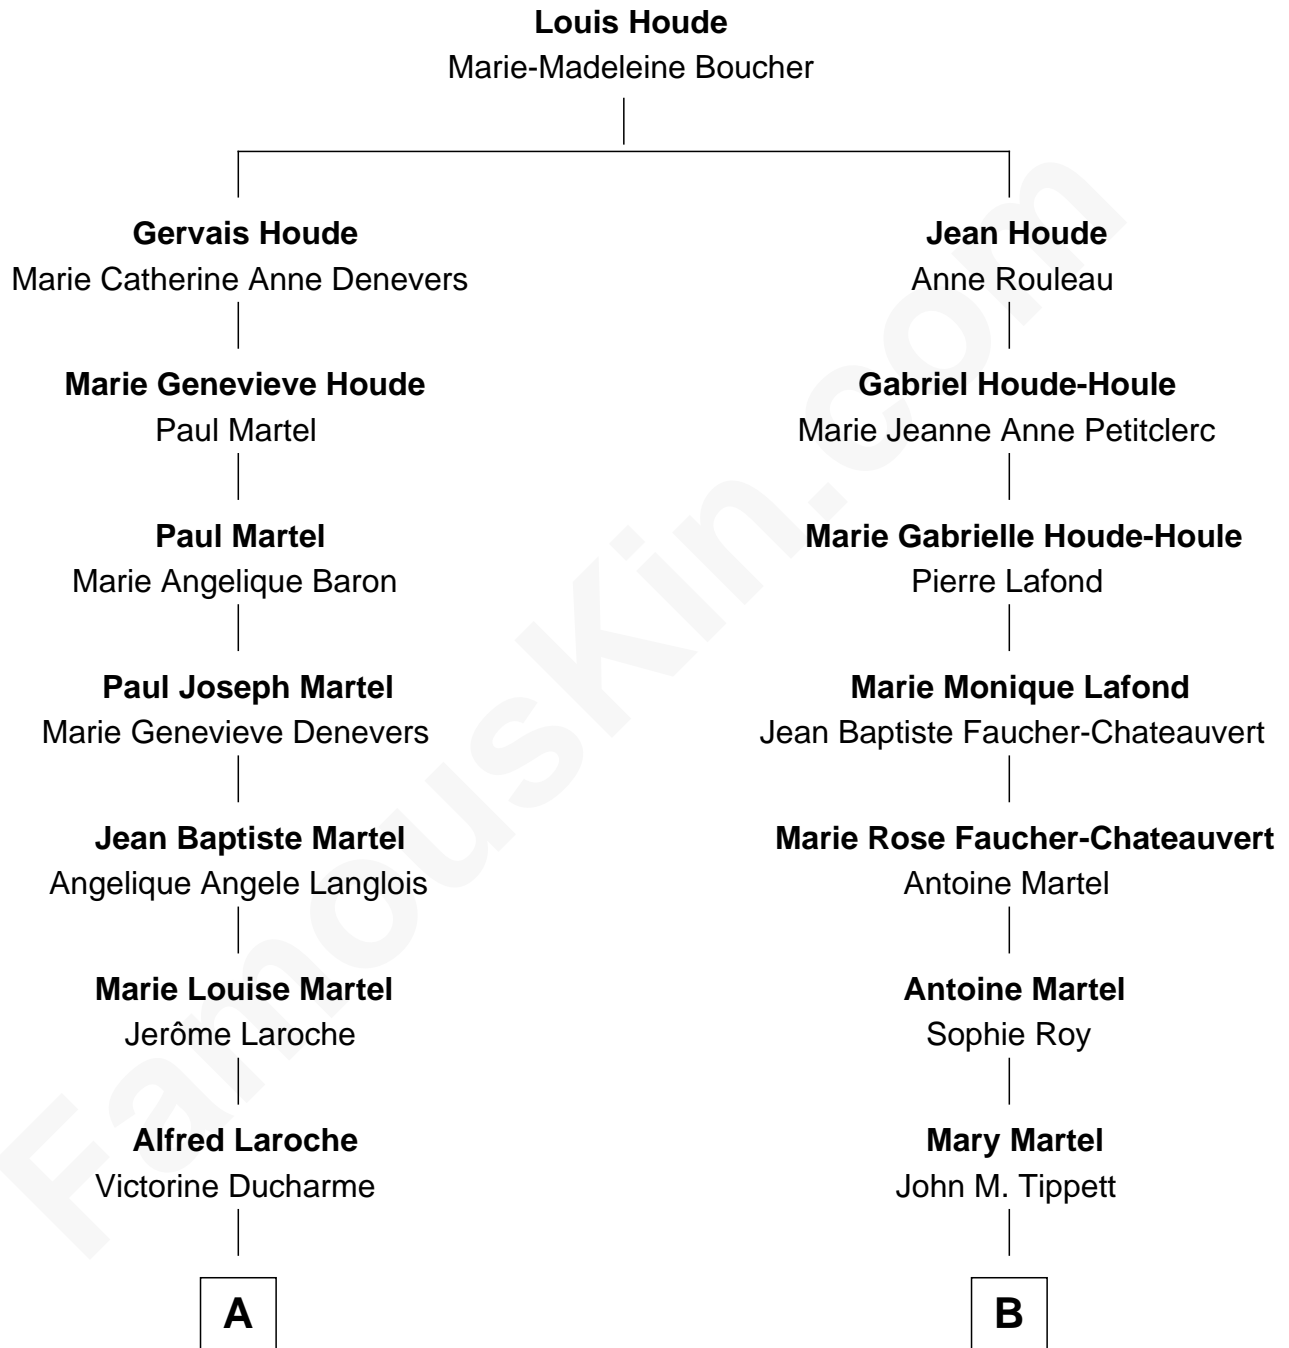 Louis Houde
Marie-Madeleine Boucher
Gervais Houde
Marie Catherine Anne Denevers
Jean Houde
Anne Rouleau
Marie Genevieve Houde
Paul Martel
Gabriel Houde-Houle
Marie Jeanne Anne Petitclerc
Paul Martel
Marie Angelique Baron
Marie Gabrielle Houde-Houle
Pierre Lafond
Paul Joseph Martel
Marie Genevieve Denevers
Marie Monique Lafond
Jean Baptiste Faucher-Chateauvert
Jean Baptiste Martel
Angelique Angele Langlois
Marie Rose Faucher-Chateauvert
Antoine Martel
Marie Louise Martel
Jerôme Laroche
Antoine Martel
Sophie Roy
Alfred Laroche
Victorine Ducharme
Mary Martel
John M. Tippett
A
B
FamousKin.com